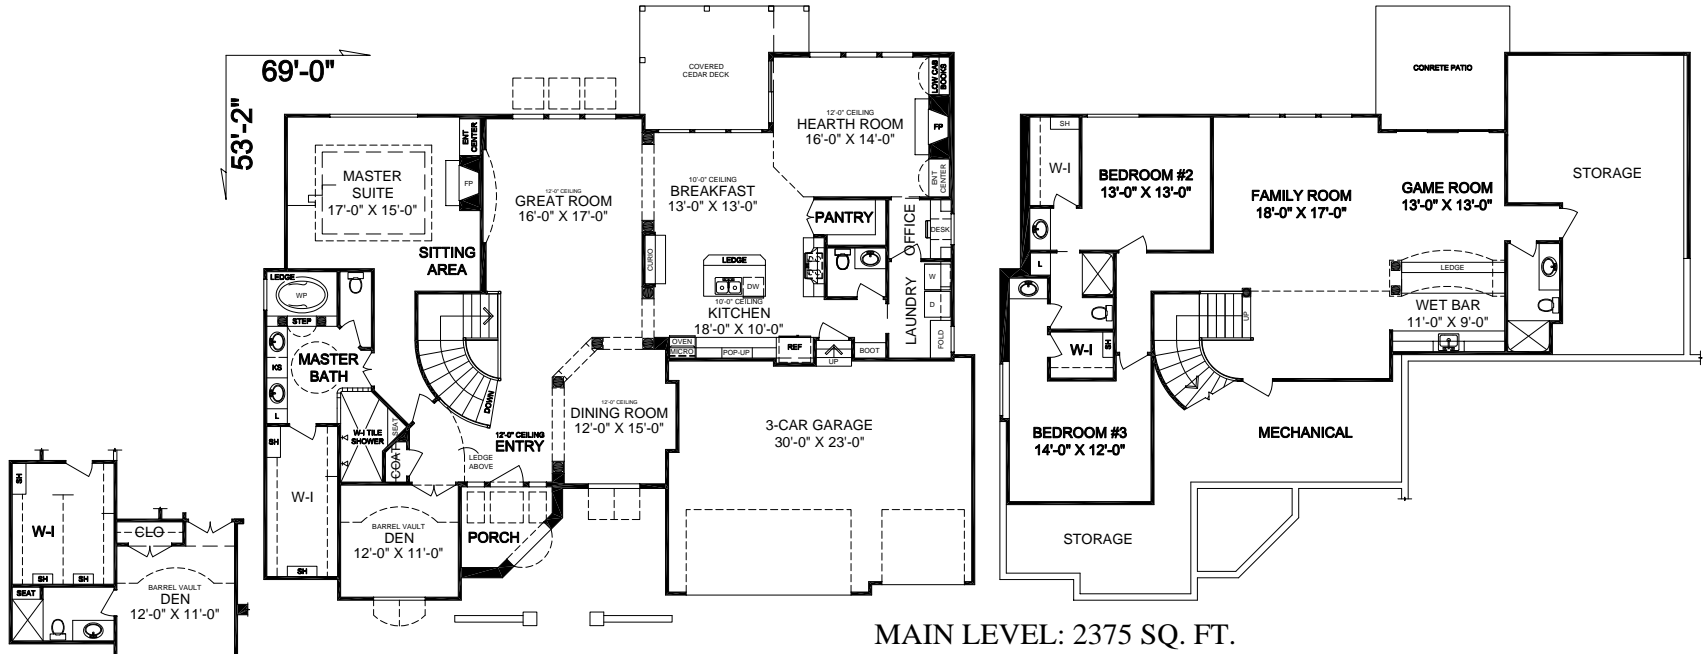 69'-0"
53'-2"
COVERED
CEDAR DECK
LOW CAB
BOOKS
12'-0" CEILING
HEARTH ROOM
16'-0" X 14'-0"
FP
ENT
CENTER
ENT
CENTER
MASTER
SUITE
17'-0" X 15'-0"
FP
SITTING
AREA
12'-0" CEILING
GREAT ROOM
16'-0" X 17'-0"
10'-0" CEILING
BREAKFAST
13'-0" X 13'-0"
PANTRY
OFFICE
DESK
CURIO
LEDGE
DW
10'-0" CEILING
KITCHEN
18'-0" X 10'-0"
OVEN
MICRO
POP-UP
REF
UP
BOOT
LAUNDRY
W
D
FOLD
LEDGE
WP
STEP
MASTER
BATH
KS
L
DOWN
W-I TILE
SHOWER
SEAT
COAT
SH
W-I
SH
12'-0" CEILING
ENTRY
LEDGE
ABOVE
12'-0" CEILING
DINING ROOM
12'-0" X 15'-0"
3-CAR GARAGE
30'-0" X 23'-0"
BARREL VAULT
DEN
12'-0" X 11'-0"
PORCH
SH
W-I
SH
SH
CLO
SEAT
BARREL VAULT
DEN
12'-0" X 11'-0"
CONRETE PATIO
SH
W-I
BEDROOM #2
13'-0" X 13'-0"
FAMILY ROOM
18'-0" X 17'-0"
GAME ROOM
13'-0" X 13'-0"
STORAGE
L
LEDGE
WET BAR
11'-0" X 9'-0"
UP
W-I
SH
BEDROOM #3
14'-0" X 12'-0"
MECHANICAL
STORAGE
MAIN LEVEL: 2375 SQ. FT.